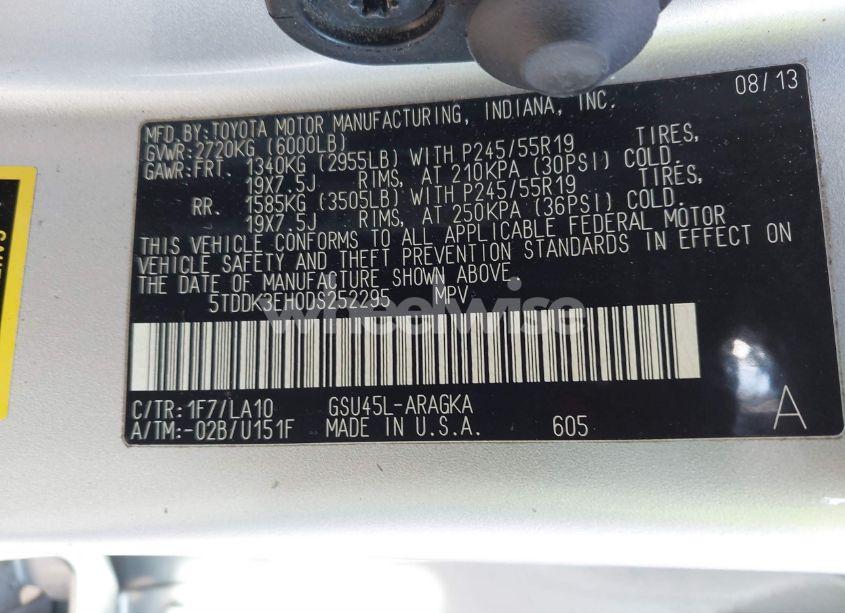 08/13
MFD.BY:TOYOTA MOTOR MANUFACTURING, INDIANA, INC.
GVWR:2720KG (6000LB)
GAWR:FRT. 1340KG (2955LB) WITH P245/55R19 TIRES,
19X7.5J RIMS, AT 210KPA (30PSI) COLD.
RR. 1585KG (3505LB) WITH P245/55R19 TIRES,
19X7.5J RIMS, AT 250KPA (36PSI) COLD.
THIS VEHICLE CONFORMS TO ALL APPLICABLE FEDERAL MOTOR
VEHICLE SAFETY AND THEFT PREVENTION STANDARDS IN EFFECT ON
THE DATE OF MANUFACTURE SHOWN ABOVE.
5TDDK3EH0DS252295 MPV
wheelwise
C/TR:1F7/LA10 GSU45L-ARAGKA
A/TM:-02B/U151F MADE IN U.S.A. 605
A